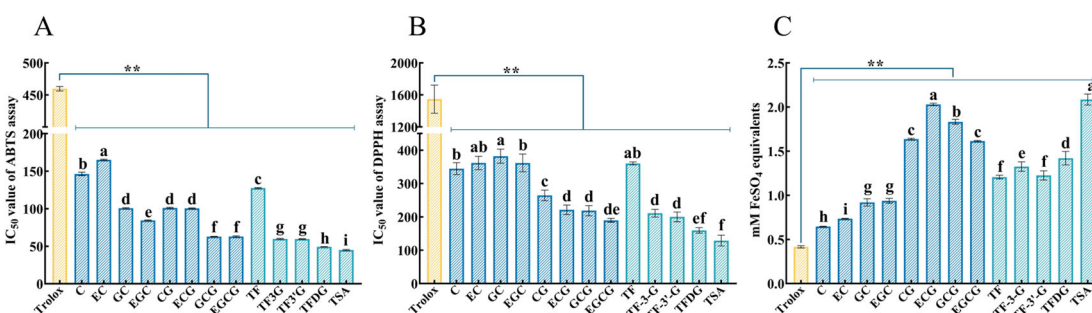 A
IC50 value of ABTS assay
500
450
200
150
100
50
0
**
b
a
d
e
d
d
f
f
c
g
g
h
i
Trolox
C
EC
GC
EGC
CG
ECG
GCG
EGCG
TF
TF3G
TF3'G
TFDG
TSA
B
IC50 value of DPPH assay
1600
1200
400
300
200
100
0
**
b
ab
a
b
c
d
d
de
ab
d
d
ef
f
Trolox
C
EC
GC
EGC
CG
ECG
GCG
EGCG
TF
TF-3-G
TF-3'-G
TFDG
TSA
C
mM FeSO4 equivalents
2.5
2.0
1.5
1.0
0.5
0.0
**
h
i
g
g
c
a
b
c
f
e
f
d
a
Trolox
C
EC
GC
EGC
CG
ECG
GCG
EGCG
TF
TF-3-G
TF-3'-G
TFDG
TSA